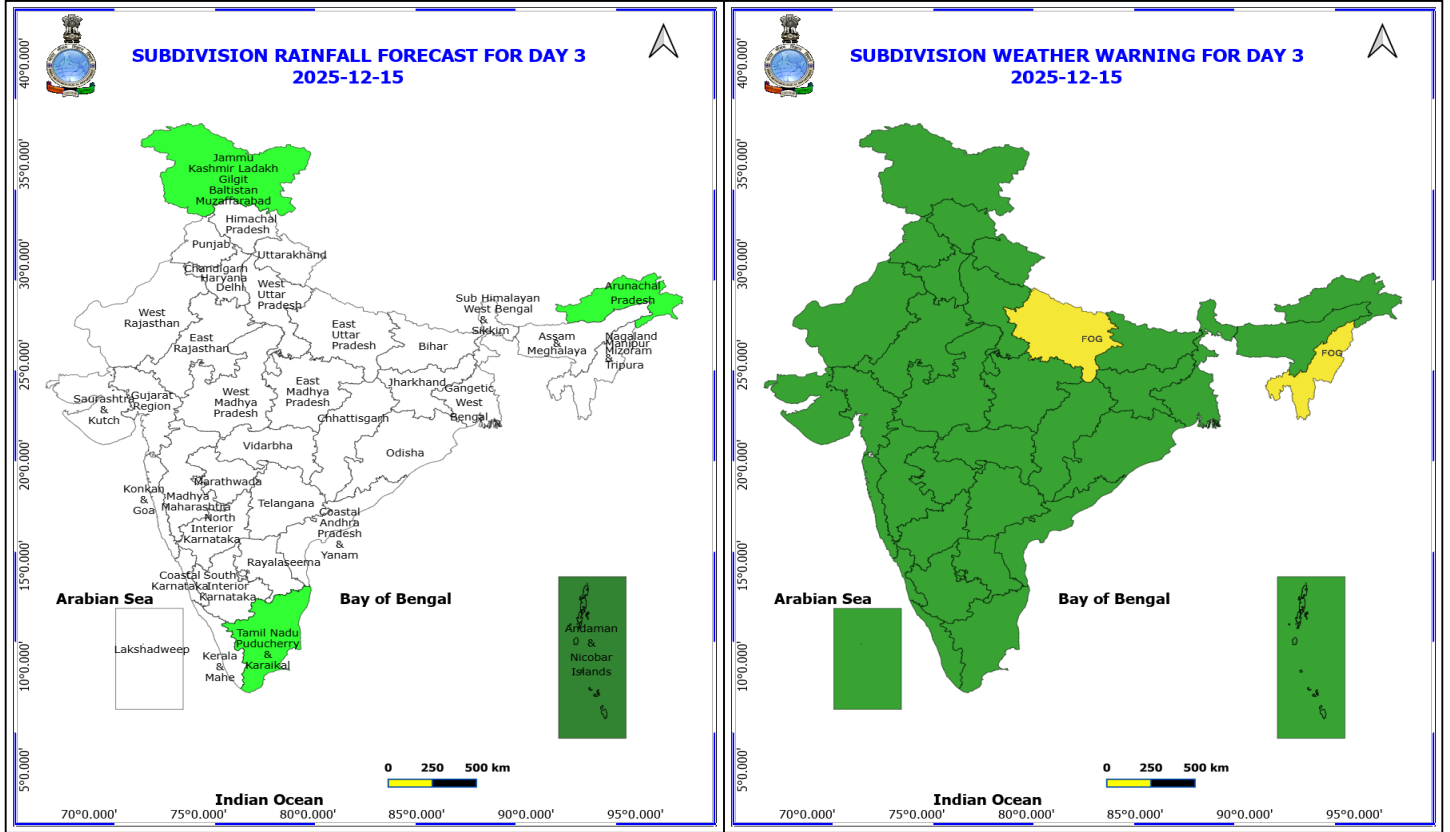 SUBDIVISION RAINFALL FORECAST FOR DAY 3
2025-12-15
40°0.000'
35°0.000'
30°0.000'
25°0.000'
20°0.000'
15°0.000'
10°0.000'
5°0.000'
Jammu
Kashmir Ladakh
Gilgit
Baltistan
Muzaffarabad
Himachal
Pradesh
Punjab
Uttarakhand
Chandigarh
Haryana
Delhi
West
Uttar
Pradesh
West
Rajasthan
East
Rajasthan
East
Uttar
Pradesh
Bihar
Sub Himalayan
West Bengal
&
Sikkim
Arunachal
Pradesh
Assam
&
Meghalaya
Nagaland
Manipur
Mizoram
&
Tripura
Saurashtra
&
Kutch
Gujarat
Region
West
Madhya
Pradesh
East
Madhya
Pradesh
Jharkhand
Gangetic
West
Bengal
Chhattisgarh
Vidarbha
Odisha
Konkan
&
Goa
Marathwada
Madhya
Maharashtra
Telangana
North
Interior
Karnataka
Coastal
Andhra
Pradesh
&
Yanam
Rayalaseema
Coastal
Karnataka
South
Interior
Karnataka
Arabian Sea
Bay of Bengal
Lakshadweep
Kerala
&
Mahe
Tamil Nadu
Puducherry
&
Karaikal
Andaman
&
Nicobar
Islands
0 250 500 km
Indian Ocean
70°0.000' 75°0.000' 80°0.000' 85°0.000' 90°0.000' 95°0.000'
SUBDIVISION WEATHER WARNING FOR DAY 3
2025-12-15
40°0.000'
35°0.000'
30°0.000'
25°0.000'
20°0.000'
15°0.000'
10°0.000'
5°0.000'
FOG
FOG
Arabian Sea
Bay of Bengal
0 250 500 km
Indian Ocean
70°0.000' 75°0.000' 80°0.000' 85°0.000' 90°0.000' 95°0.000'